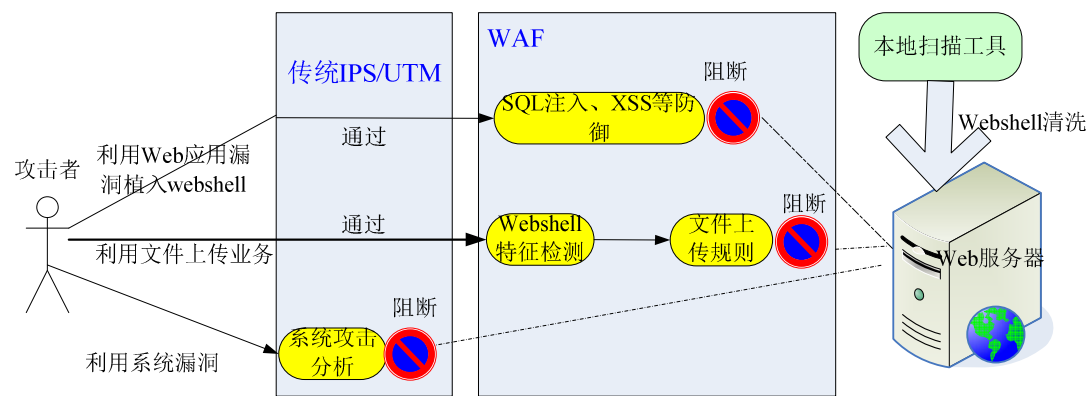 WAF
本地扫描工具
传统IPS/UTM
阻断
SQL注入、XSS等防
御
通过
Webshell清洗
利用Web应用漏
洞植入webshell
攻击者
通过
阻断
Webshell
特征检测
文件上
传规则
利用文件上传业务
Web服务器
阻断
系统攻击
分析
利用系统漏洞